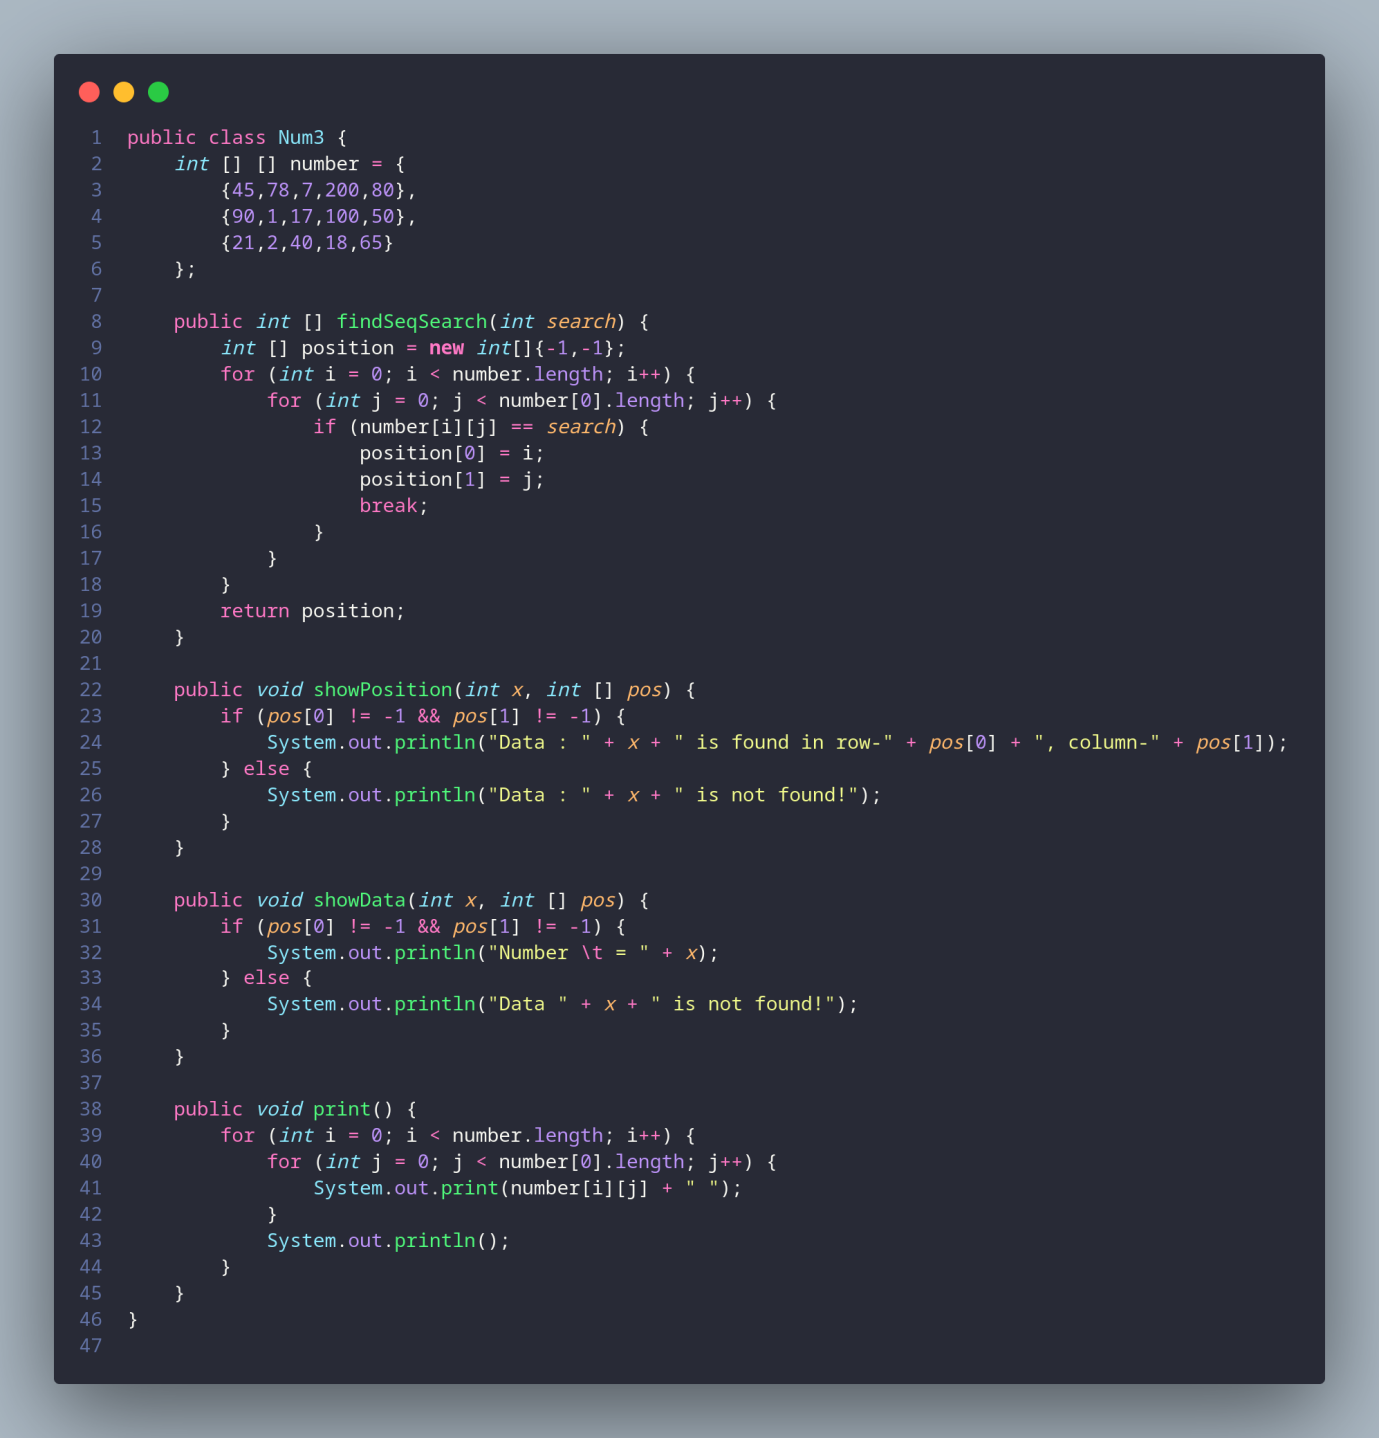 1 public class Num3 {
2     int [] [] number = {
3         {45,78,7,200,80},
4         {90,1,17,100,50},
5         {21,2,40,18,65}
6     };
7
8     public int [] findSeqSearch(int search) {
9         int [] position = new int[]{-1,-1};
10         for (int i = 0; i < number.length; i++) {
11             for (int j = 0; j < number[0].length; j++) {
12                 if (number[i][j] == search) {
13                     position[0] = i;
14                     position[1] = j;
15                     break;
16                 }
17             }
18         }
19         return position;
20     }
21
22     public void showPosition(int x, int [] pos) {
23         if (pos[0] != -1 && pos[1] != -1) {
24             System.out.println("Data : " + x + " is found in row-" + pos[0] + ", column-" + pos[1]);
25         } else {
26             System.out.println("Data : " + x + " is not found!");
27         }
28     }
29
30     public void showData(int x, int [] pos) {
31         if (pos[0] != -1 && pos[1] != -1) {
32             System.out.println("Number \t = " + x);
33         } else {
34             System.out.println("Data " + x + " is not found!");
35         }
36     }
37
38     public void print() {
39         for (int i = 0; i < number.length; i++) {
40             for (int j = 0; j < number[0].length; j++) {
41                 System.out.print(number[i][j] + " ");
42             }
43             System.out.println();
44         }
45     }
46 }
47